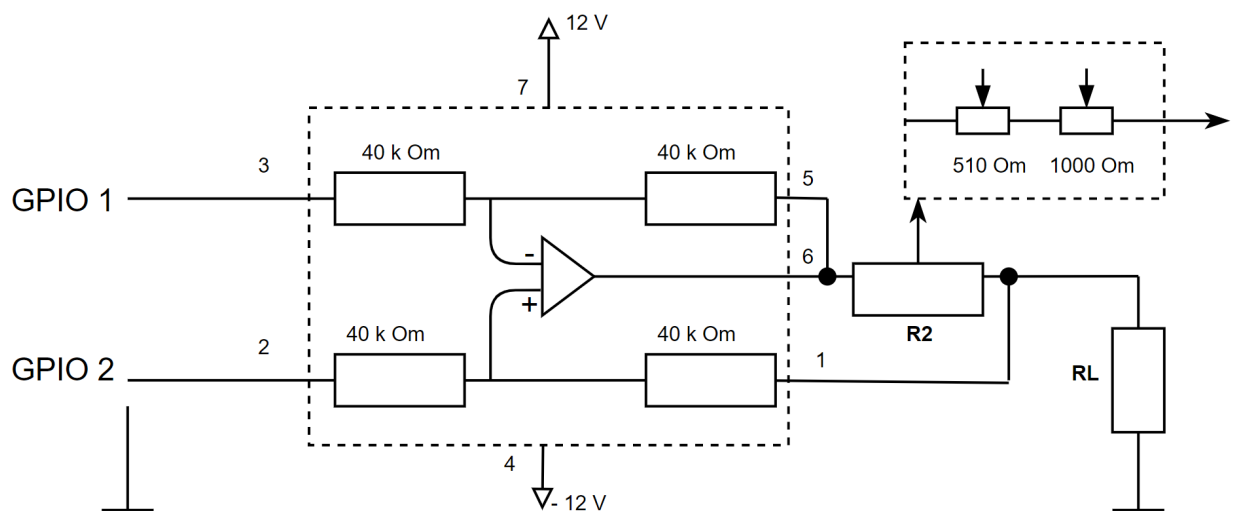 12 V
7
40 k Om
40 k Om
3
5
GPIO 1
510 Om
1000 Om
-
6
+
R2
40 k Om
40 k Om
2
1
GPIO 2
RL
4
- 12 V